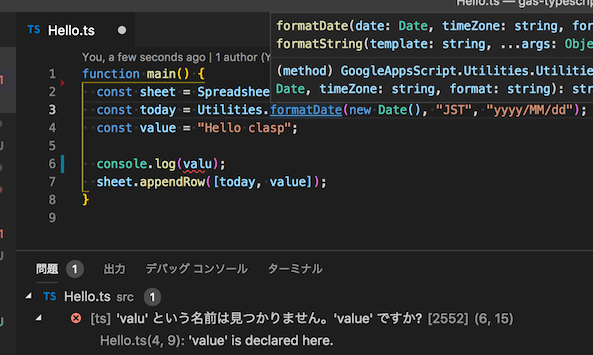 Hello.ts — gas-typescript
TS Hello.ts
You, a few seconds ago | 1 author (Y
formatDate(date: Date, timeZone: string, for
formatString(template: string, ...args: Obje
(method) GoogleAppsScript.Utilities.Utilitie
Date, timeZone: string, format: string): str
1 function main() {
2 const sheet = Spreadshee
3 const today = Utilities.formatDate(new Date(), "JST", "yyyy/MM/dd");
4 const value = "Hello clasp";
5
6 console.log(valu);
7 sheet.appendRow([today, value]);
8 }
9
問題 1 出力 デバッグ コンソール ターミナル
TS Hello.ts src 1
[ts] 'valu' という名前は見つかりません。'value' ですか? [2552] (6, 15)
Hello.ts(4, 9): 'value' is declared here.